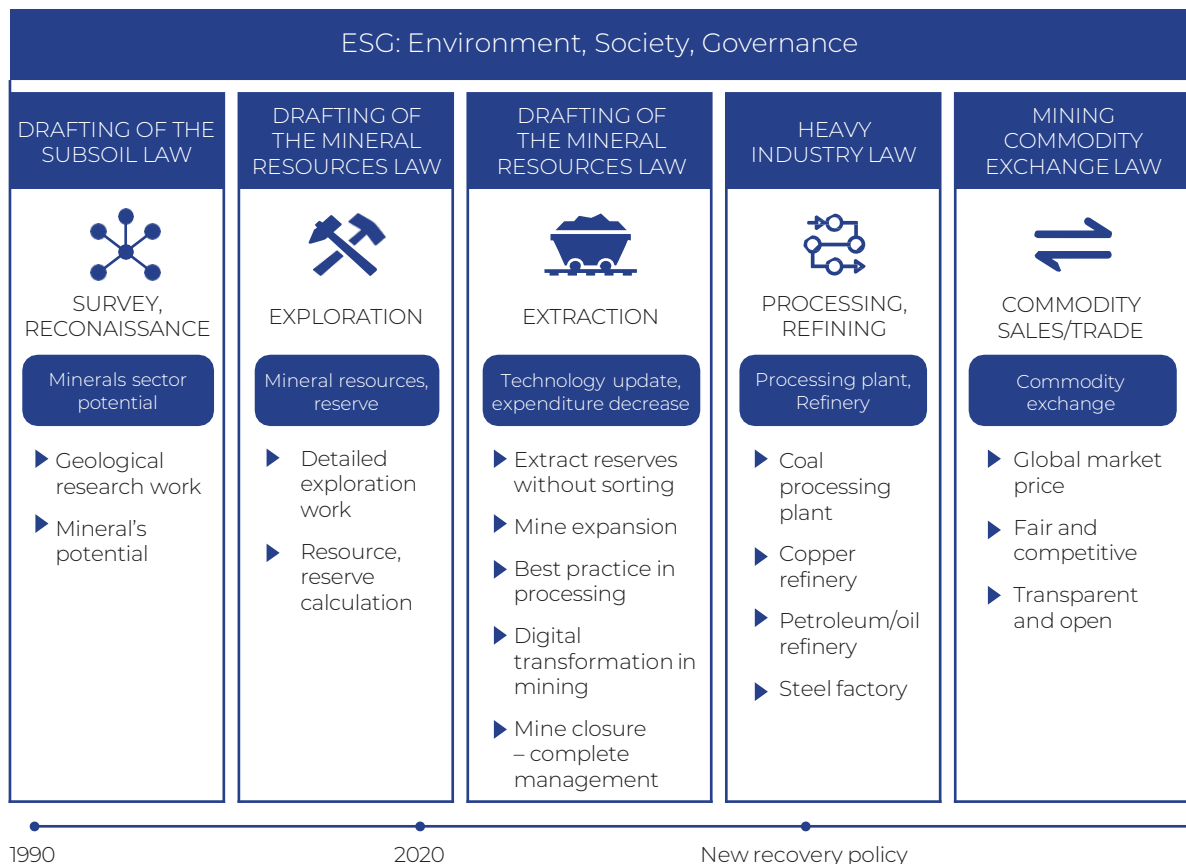 ESG: Environment, Society, Governance
DRAFTING OF THE
SUBSOIL LAW
SURVEY,
RECONAISSANCE
Minerals sector
potential
Geological
research work
Mineral’s
potential
DRAFTING OF
THE MINERAL
RESOURCES LAW
EXPLORATION
Mineral resources,
reserve
Detailed
exploration
work
Resource,
reserve
calculation
DRAFTING OF
THE MINERAL
RESOURCES LAW
EXTRACTION
Technology update,
expenditure decrease
Extract reserves
without sorting
Mine expansion
Best practice in
processing
Digital
transformation in
mining
Mine closure
– complete
management
HEAVY
INDUSTRY LAW
PROCESSING,
REFINING
Processing plant,
Refinery
Coal
processing
plant
Copper
refinery
Petroleum/oil
refinery
Steel factory
MINING
COMMODITY
EXCHANGE LAW
COMMODITY
SALES/TRADE
Commodity
exchange
Global market
price
Fair and
competitive
Transparent
and open
1990
2020
New recovery policy